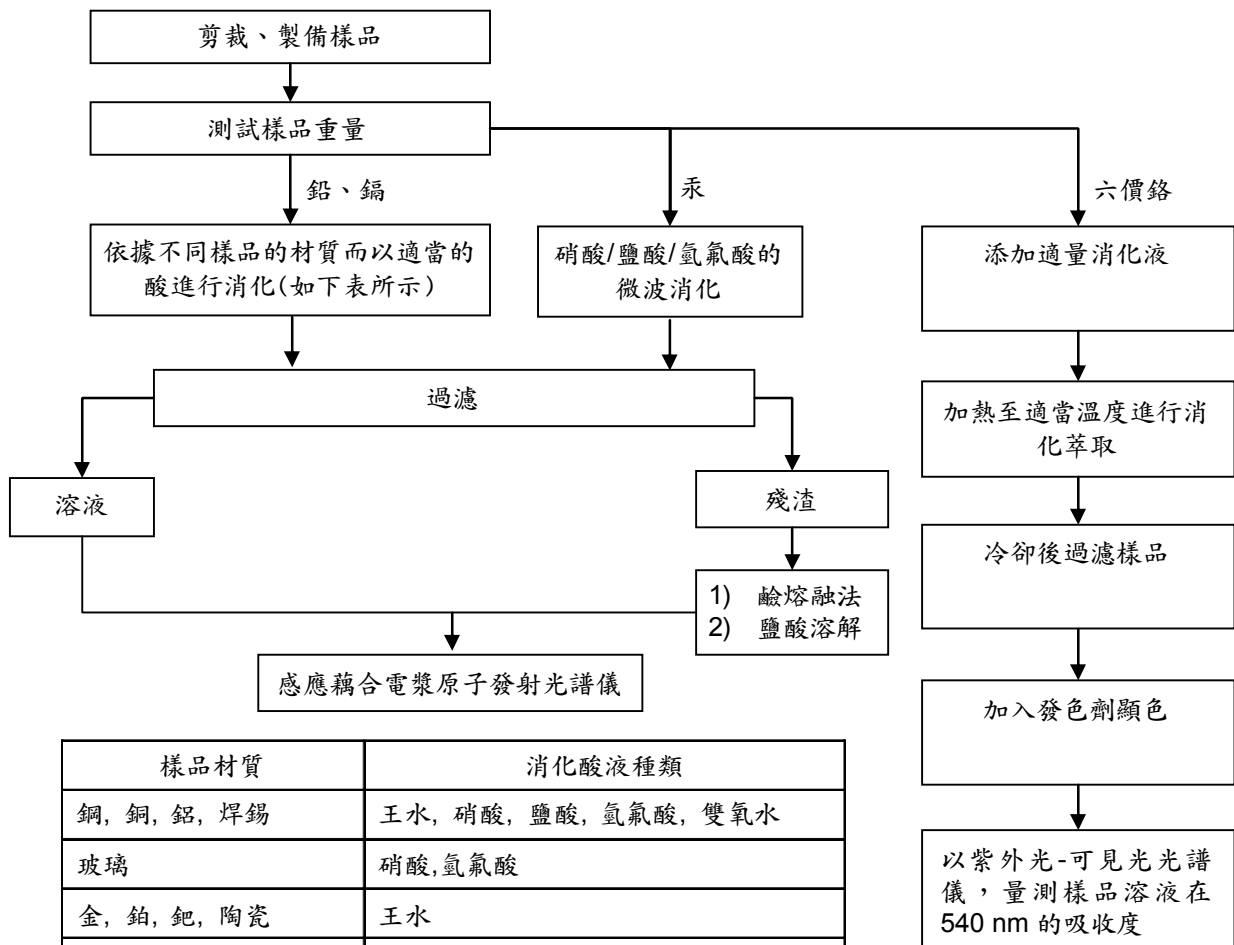 剪裁、製備樣品
測試樣品重量
鉛、鎘
汞
六價鉻
依據不同樣品的材質而以適當的
酸進行消化(如下表所示)
硝酸/鹽酸/氫氟酸的
微波消化
添加適量消化液
過濾
加熱至適當溫度進行消
化萃取
溶液
殘渣
冷卻後過濾樣品
1) 鹼熔融法
2) 鹽酸溶解
感應藕合電漿原子發射光譜儀
加入發色劑顯色
樣品材質 消化酸液種類
鋼, 銅, 鋁, 焊錫 王水, 硝酸, 鹽酸, 氫氟酸, 雙氧水
玻璃 硝酸,氫氟酸
金, 鉑, 鈀, 陶瓷 王水
以紫外光-可見光光譜
儀，量測樣品溶液在
540 nm 的吸收度